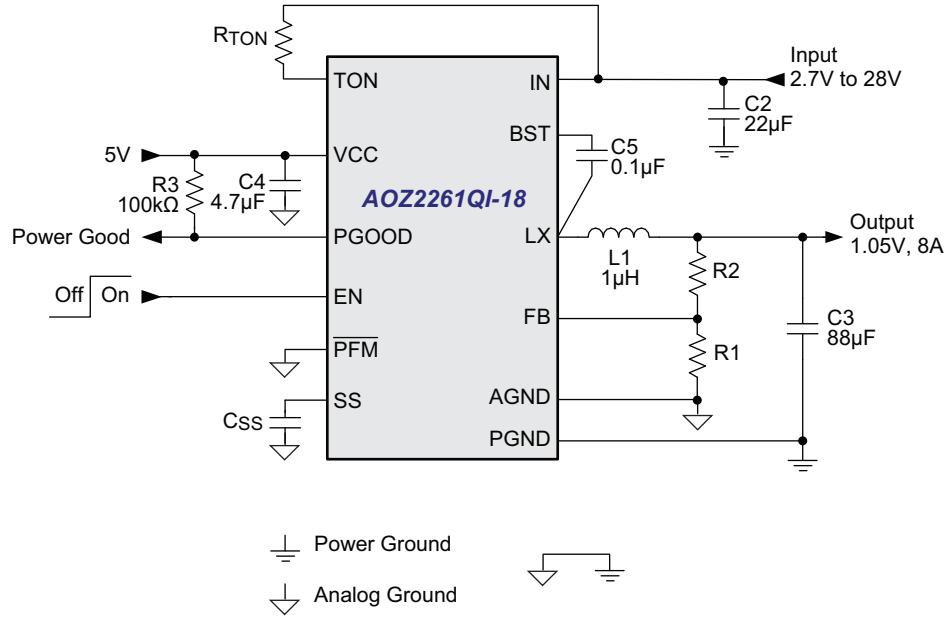 RTON
TON
IN
Input
2.7V to 28V
C2
22µF
BST
C5
0.1µF
5V
VCC
R3
100kΩ
C4
4.7µF
AOZ2261QI-18
Power Good
PGOOD
LX
L1
1µH
Output
1.05V, 8A
R2
Off On
EN
FB
C3
88µF
R1
PFM
SS
CSS
AGND
PGND
Power Ground
Analog Ground